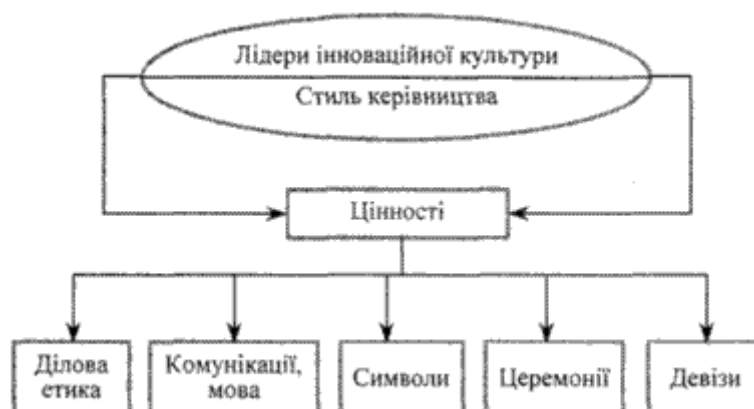 Лідери інноваційної культури
Стиль керівництва
Цінності
Ділова
етика
Комунікації,
мова
Символи
Церемонії
Девізи